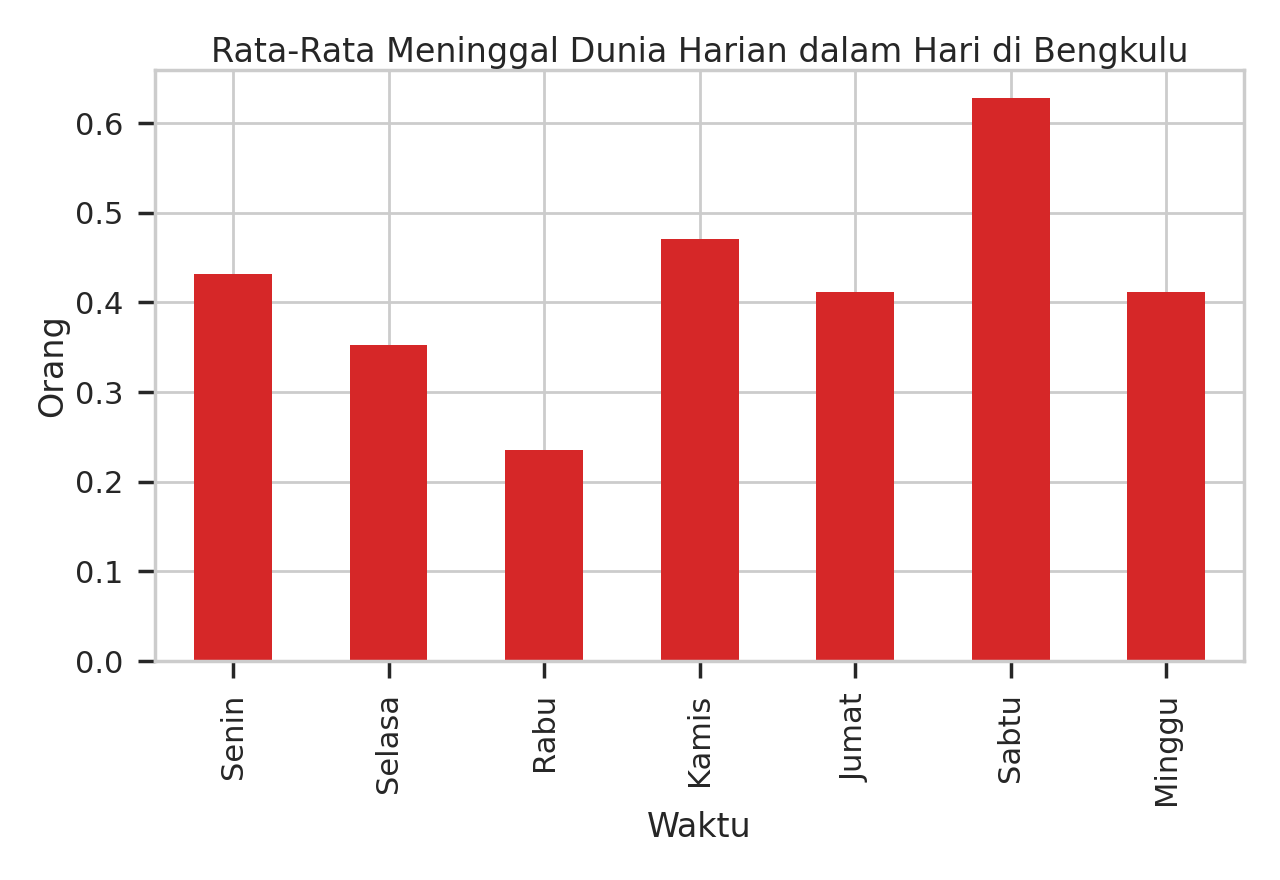 Rata-Rata Meninggal Dunia Harian dalam Hari di Bengkulu
0.6
0.5
0.4
0.3
0.2
0.1
0.0
Orang
Senin
Selasa
Rabu
Kamis
Jumat
Sabtu
Minggu
Waktu